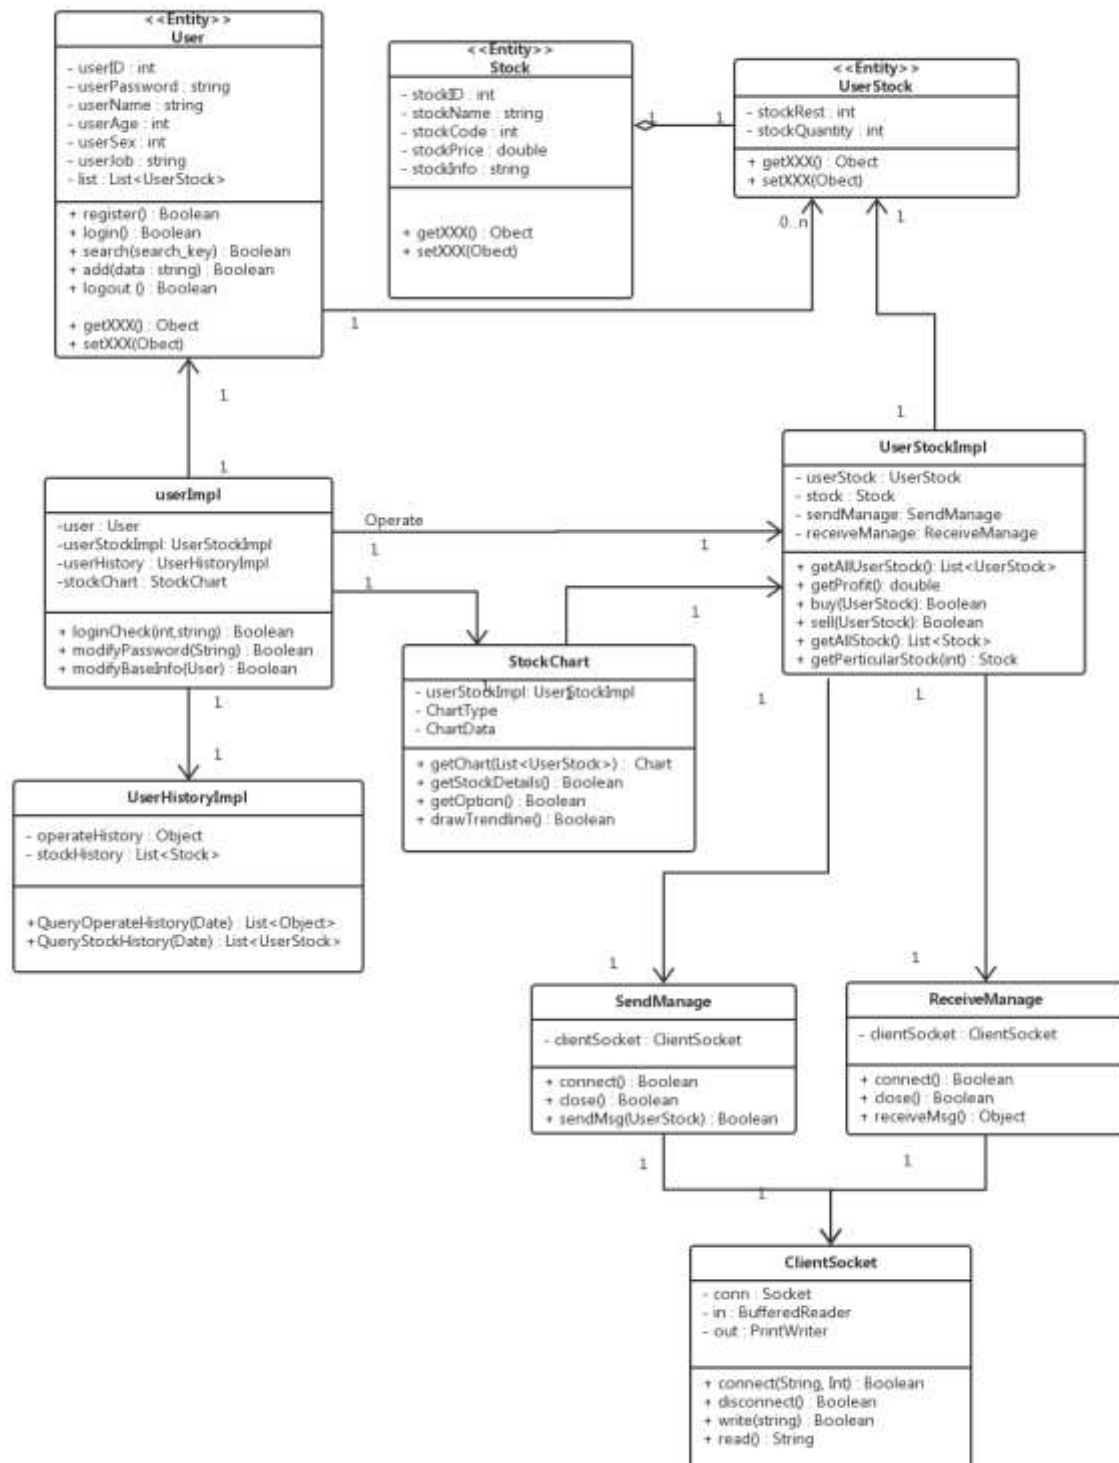 <<Entity>>
User
- userID : int
- userPassword : string
- userName : string
- userAge : int
- userSex : int
- userJob : string
- list : List<UserStock>
+ register() : Boolean
+ login() : Boolean
+ search(search_key) : Boolean
+ add(data : string) : Boolean
+ logout () : Boolean
+ getXXX() : Obect
+ setXXX(Obect)
<<Entity>>
Stock
- stockID : int
- stockName : string
- stockCode : int
- stockPrice : double
- stockInfo : string
+ getXXX() : Obect
+ setXXX(Obect)
1
1
<<Entity>>
UserStock
- stockRest : int
- stockQuantity : int
+ getXXX() : Obect
+ setXXX(Obect)
0..n
1
1
1
1
1
userImpl
-user : User
-userStockImpl: UserStockImpl
-userHistory : UserHistoryImpl
-stockChart : StockChart
+ loginCheck(int,string) : Boolean
+ modifyPassword(String) : Boolean
+ modifyBaseInfo(User) : Boolean
Operate
1
1
1
UserStockImpl
- userStock : UserStock
- stock : Stock
- sendManage: SendManage
- receiveManage: ReceiveManage
+ getAllUserStock(): List<UserStock>
+ getProfit(): double
+ buy(UserStock): Boolean
+ sell(UserStock): Boolean
+ getAllStock(): List<Stock>
+ getPerticularStock(int) : Stock
1
StockChart
- userStockImpl: UserStockImpl
- ChartType
- ChartData
1
1
+ getChart(List<UserStock>) : Chart
+ getStockDetails() : Boolean
+ getOption() : Boolean
+ drawTrendline() : Boolean
1
1
1
1
UserHistoryImpl
- operateHistory : Object
- stockHistory : List<Stock>
+QueryOperateHistory(Date) : List<Object>
+QueryStockHistory(Date) : List<UserStock>
1
1
SendManage
- clientSocket : ClientSocket
+ connect() : Boolean
+ close() : Boolean
+ sendMsg(UserStock) : Boolean
ReceiveManage
- clientSocket : ClientSocket
+ connect() : Boolean
+ close() : Boolean
+ receiveMsg() : Object
1
1
1
ClientSocket
- conn : Socket
- in : BufferedReader
- out : PrintWriter
+ connect(String, Int) : Boolean
+ disconnect() : Boolean
+ write(string) : Boolean
+ read() : String